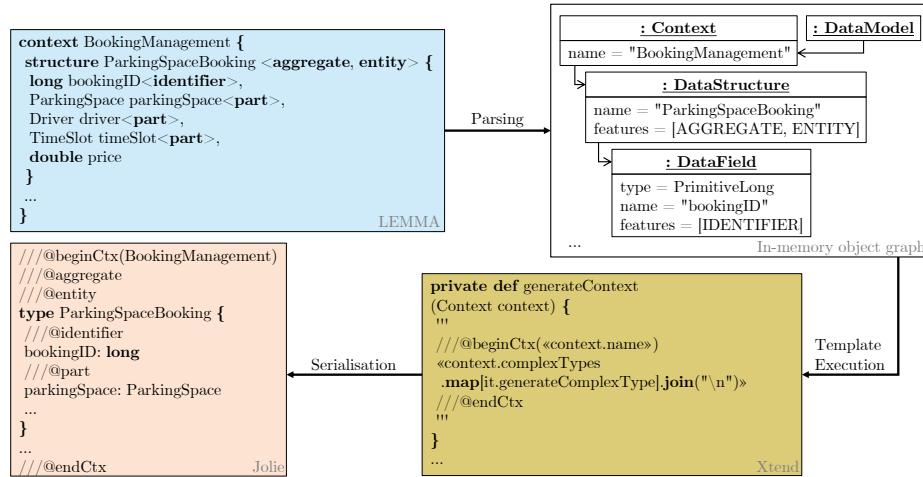 context BookingManagement {
structure ParkingSpaceBooking <aggregate, entity> {
long bookingID<identifier>,
ParkingSpace parkingSpace<part>,
Driver driver<part>,
TimeSlot timeSlot<part>,
double price
}
...
}
LEMMA
Parsing
: Context
name = "BookingManagement"
: DataModel
: DataStructure
name = "ParkingSpaceBooking"
features = [AGGREGATE, ENTITY]
: DataField
type = PrimitiveLong
name = "bookingID"
features = [IDENTIFIER]
...
In-memory object graph
Template
Execution
private def generateContext
(Context context) {
'''
///@beginCtx(«context.name»)
«context.complexTypes
.map[it.generateComplexType].join("\n")»
///@endCtx
'''
}
...
Xtend
Serialisation
///@beginCtx(BookingManagement)
///@aggregate
///@entity
type ParkingSpaceBooking {
///@identifier
bookingID: long
///@part
parkingSpace: ParkingSpace
...
}
...
///@endCtx
Jolie